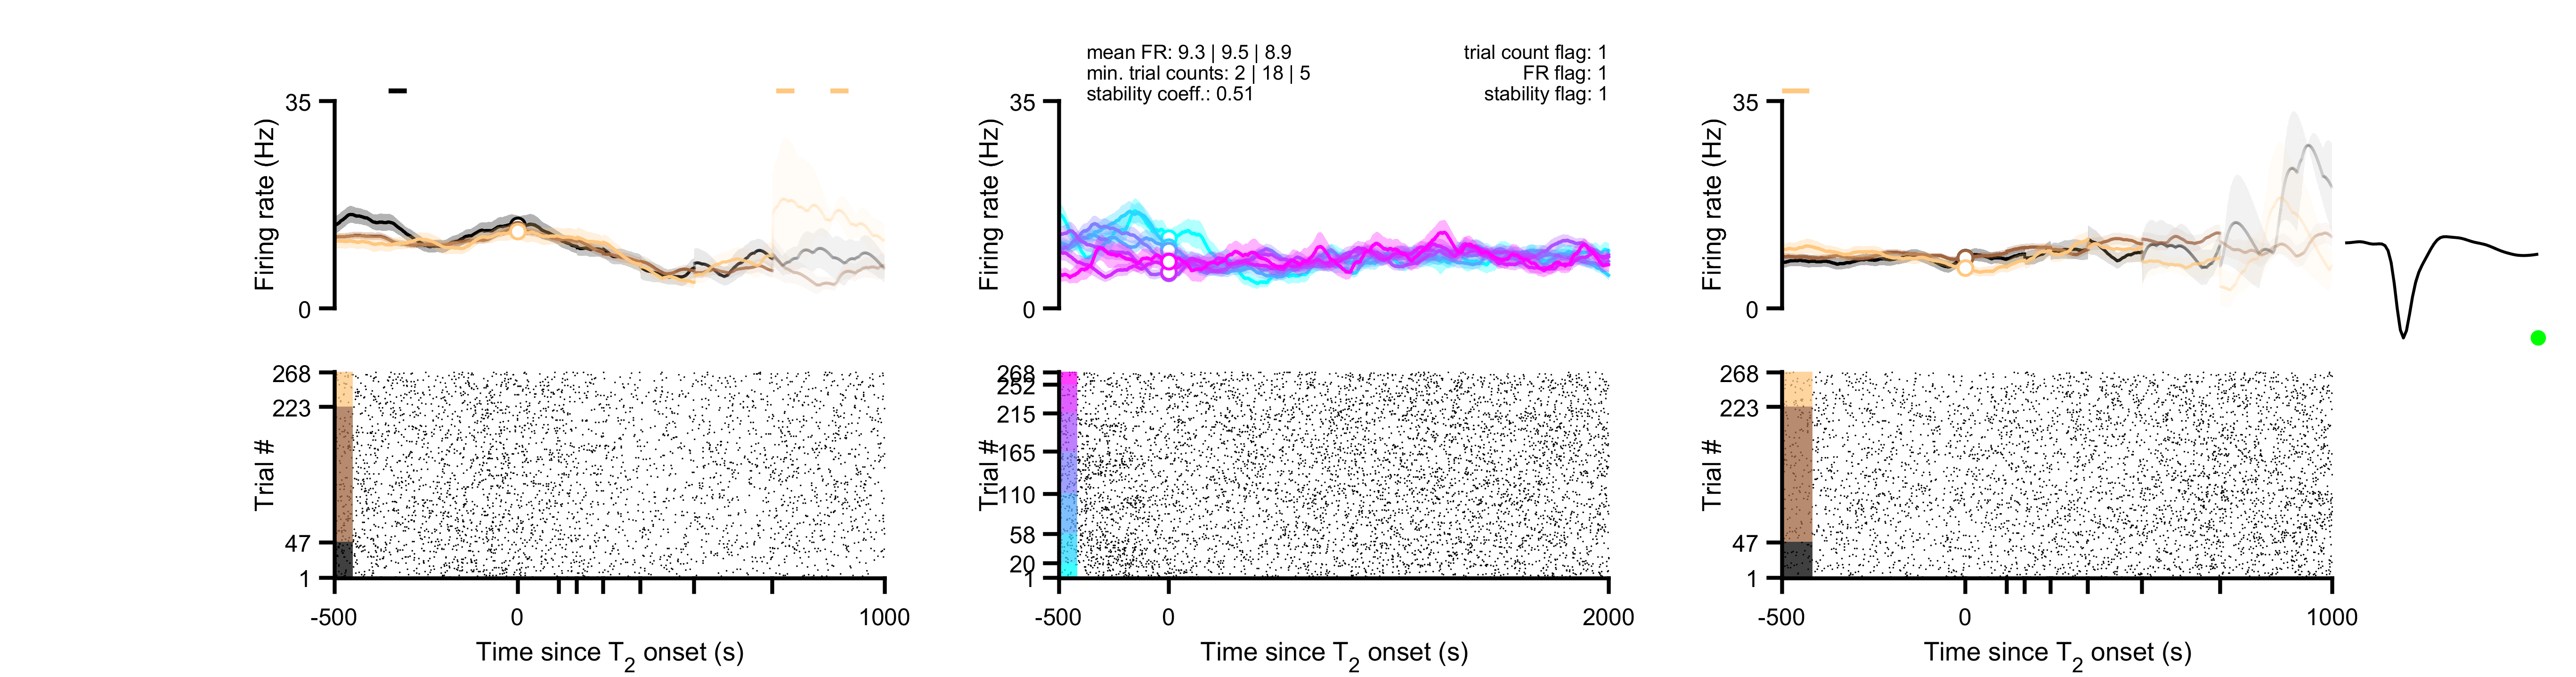 mean FR: 9.3 | 9.5 | 8.9
min. trial counts: 2 | 18 | 5
stability coeff.: 0.51
trial count flag: 1
FR flag: 1
stability flag: 1
35
Firing rate (Hz)
0
268
223
Trial #
47
1
-500
0
1000
Time since T2 onset (s)
35
Firing rate (Hz)
0
268
252
215
165
Trial #
110
58
20
1
-500
0
2000
Time since T2 onset (s)
35
Firing rate (Hz)
0
268
223
Trial #
47
1
-500
0
1000
Time since T2 onset (s)